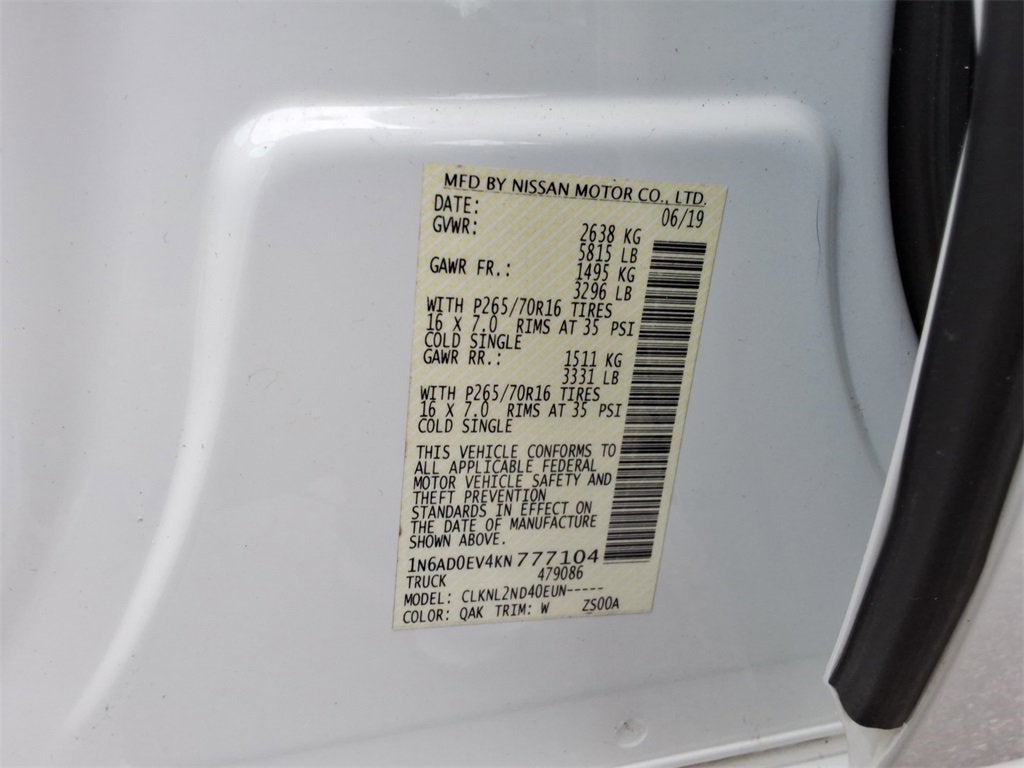 MFD BY NISSAN MOTOR CO., LTD.
DATE: 06/19
GVWR: 2638 KG
5815 LB
GAWR FR.: 1495 KG
3296 LB
WITH P265/70R16 TIRES
16 X 7.0 RIMS AT 35 PSI
COLD SINGLE
GAWR RR.: 1511 KG
3331 LB
WITH P265/70R16 TIRES
16 X 7.0 RIMS AT 35 PSI
COLD SINGLE
THIS VEHICLE CONFORMS TO
ALL APPLICABLE FEDERAL
MOTOR VEHICLE SAFETY AND
THEFT PREVENTION
STANDARDS IN EFFECT ON
THE DATE OF MANUFACTURE
SHOWN ABOVE.
1N6AD0EV4KN777104
TRUCK 479086
MODEL: CLKNL2ND40EUN-----
COLOR: QAK TRIM: W ZS00A